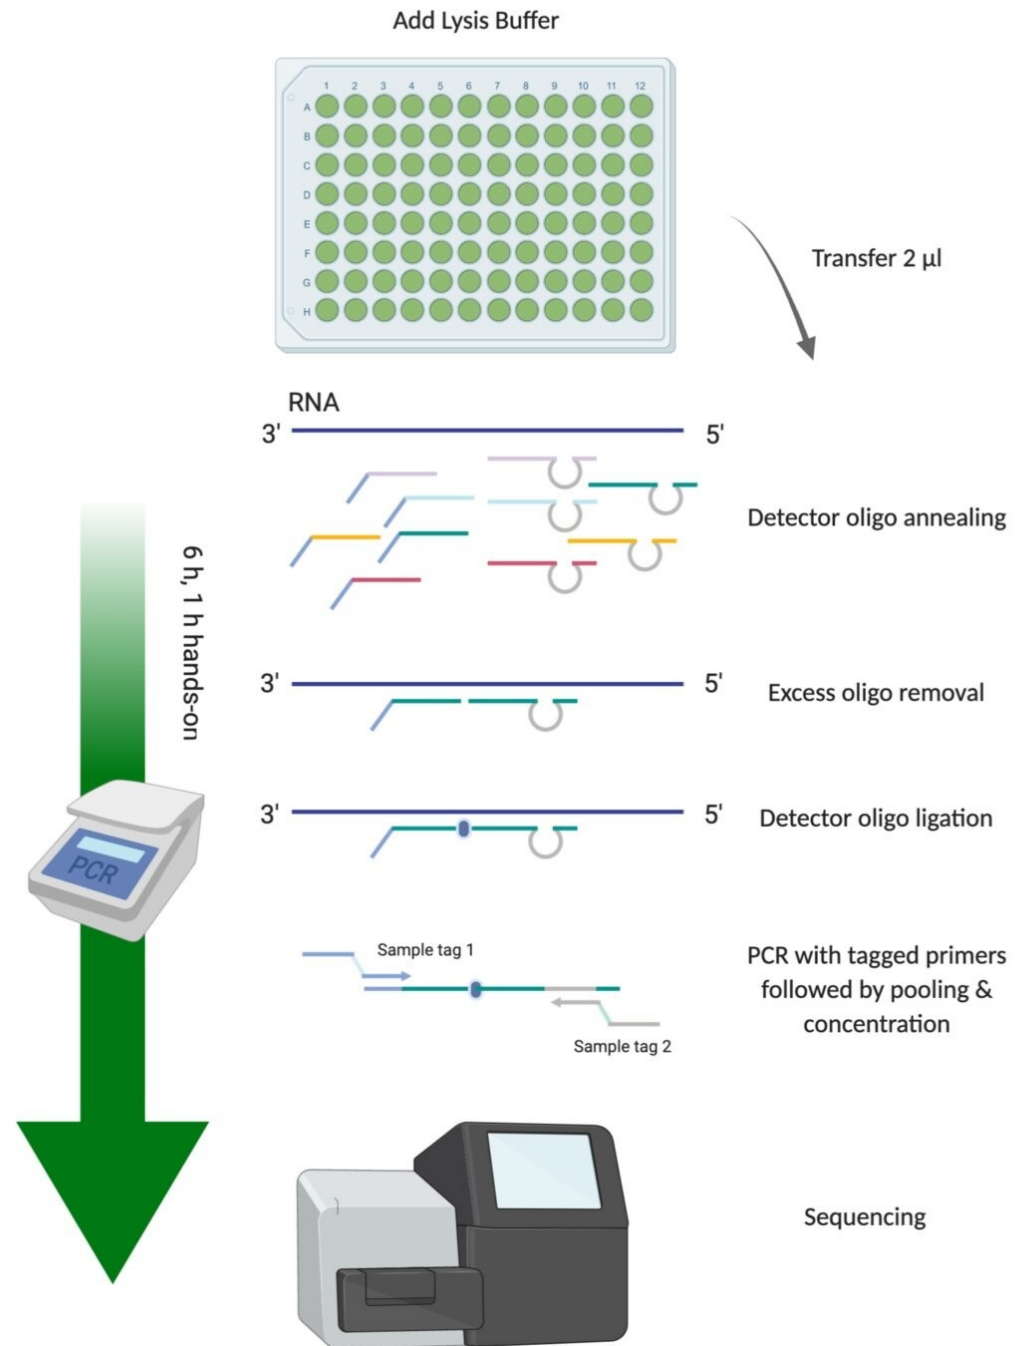 Add Lysis Buffer
1 2 3 4 5 6 7 8 9 10 11 12
A
B
C
D
E
F
G
H
Transfer 2 µl
RNA
3' 5'
Detector oligo annealing
6 h, 1 h hands-on
3' 5'
Excess oligo removal
3' 5'
Detector oligo ligation
PCR
Sample tag 1
Sample tag 2
PCR with tagged primers
followed by pooling &
concentration
Sequencing